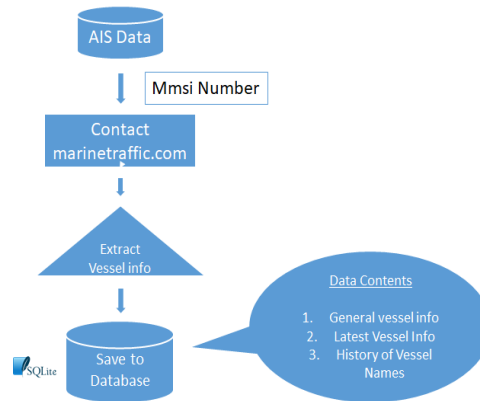 AIS Data
Mmsi Number
Contact
marinetraffic.com
Extract
Vessel info
Data Contents
1. General vessel info
2. Latest Vessel Info
3. History of Vessel
Names
Save to
Database
SQLite